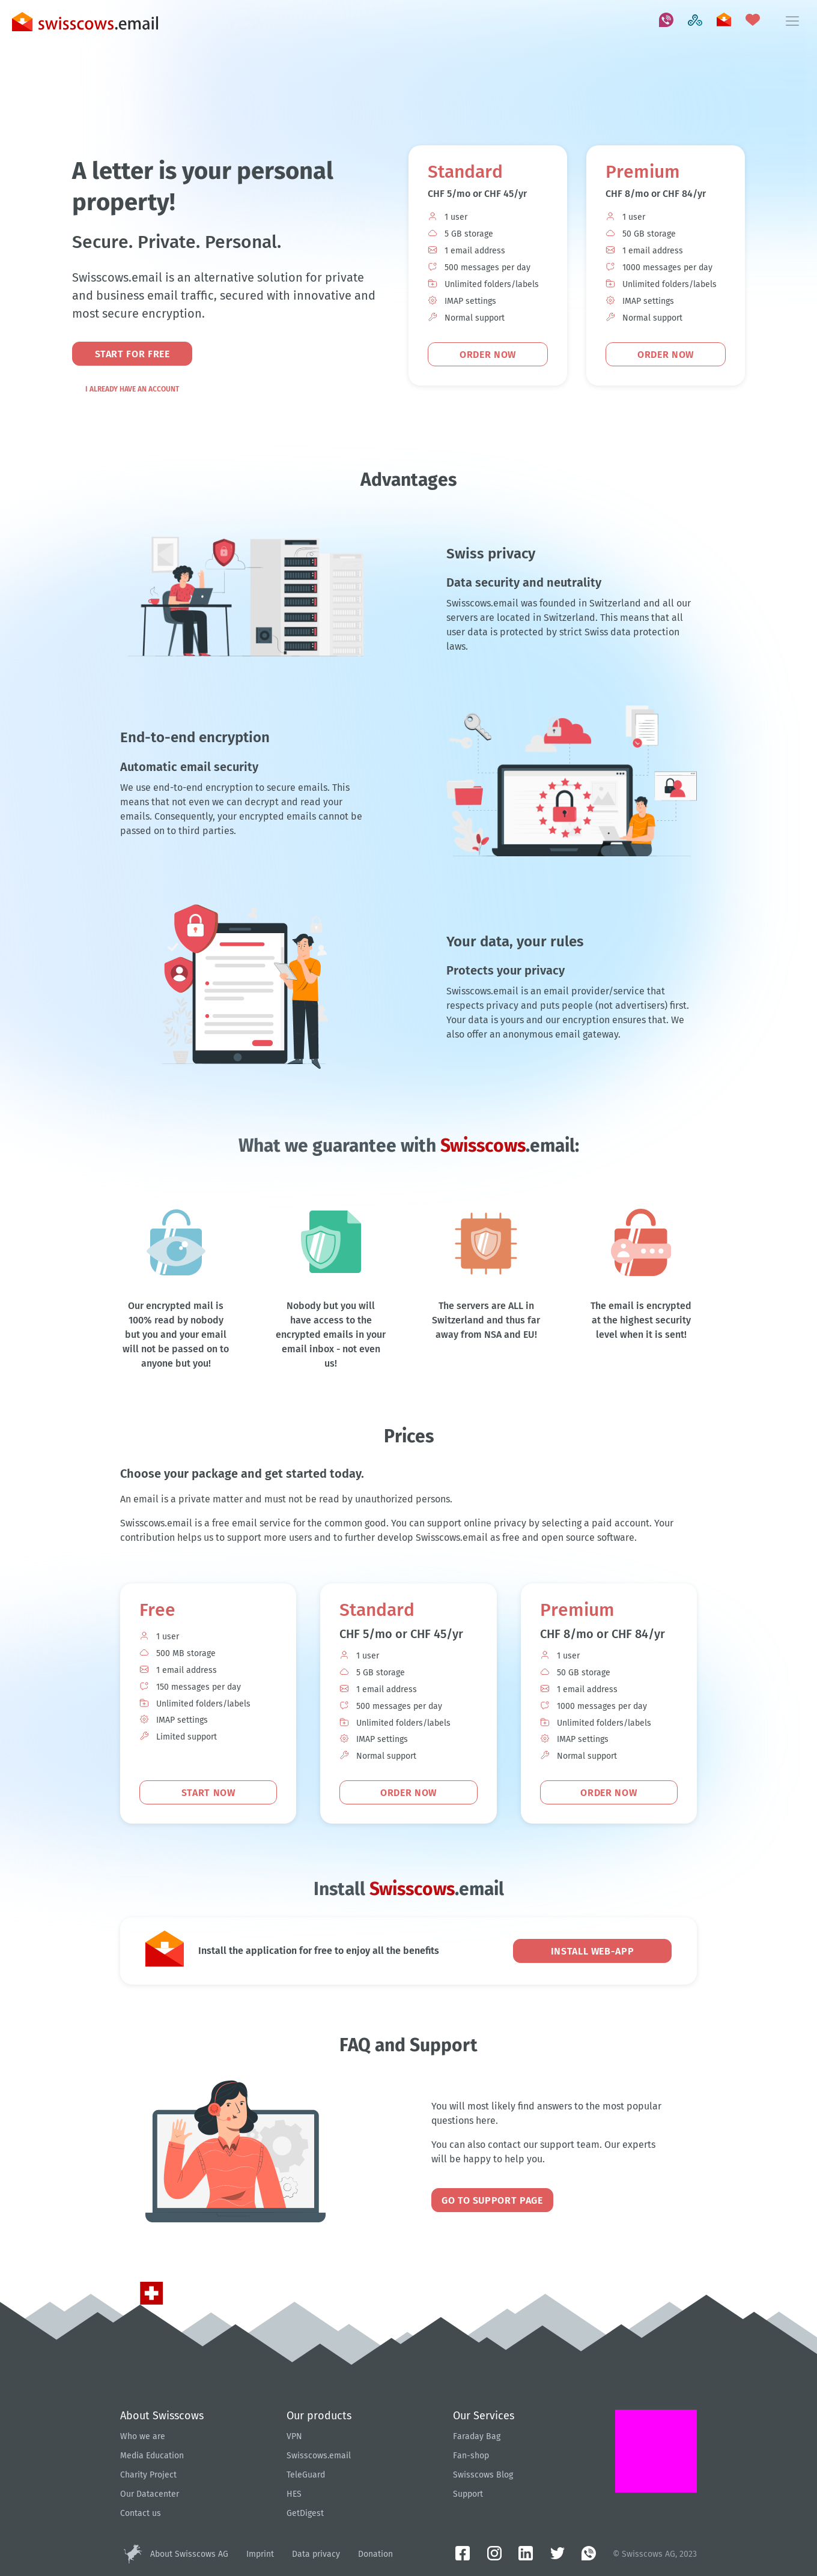 swisscows.email
A letter is your personal
property!
Secure. Private. Personal.
Swisscows.email is an alternative solution for private
and business email traffic, secured with innovative and
most secure encryption.
START FOR FREE
I ALREADY HAVE AN ACCOUNT
Standard
CHF 5/mo or CHF 45/yr
1 user
5 GB storage
1 email address
500 messages per day
Unlimited folders/labels
IMAP settings
Normal support
ORDER NOW
Premium
CHF 8/mo or CHF 84/yr
1 user
50 GB storage
1 email address
1000 messages per day
Unlimited folders/labels
IMAP settings
Normal support
ORDER NOW
Advantages
Swiss privacy
Data security and neutrality
Swisscows.email was founded in Switzerland and all our
servers are located in Switzerland. This means that all
user data is protected by strict Swiss data protection
laws.
End-to-end encryption
Automatic email security
We use end-to-end encryption to secure emails. This
means that not even we can decrypt and read your
emails. Consequently, your encrypted emails cannot be
passed on to third parties.
Your data, your rules
Protects your privacy
Swisscows.email is an email provider/service that
respects privacy and puts people (not advertisers) first.
Your data is yours and our encryption ensures that. We
also offer an anonymous email gateway.
What we guarantee with Swisscows.email:
Our encrypted mail is
100% read by nobody
but you and your email
will not be passed on to
anyone but you!
Nobody but you will
have access to the
encrypted emails in your
email inbox - not even
us!
The servers are ALL in
Switzerland and thus far
away from NSA and EU!
The email is encrypted
at the highest security
level when it is sent!
Prices
Choose your package and get started today.
An email is a private matter and must not be read by unauthorized persons.
Swisscows.email is a free email service for the common good. You can support online privacy by selecting a paid account. Your
contribution helps us to support more users and to further develop Swisscows.email as free and open source software.
Free
1 user
500 MB storage
1 email address
150 messages per day
Unlimited folders/labels
IMAP settings
Limited support
START NOW
Standard
CHF 5/mo or CHF 45/yr
1 user
5 GB storage
1 email address
500 messages per day
Unlimited folders/labels
IMAP settings
Normal support
ORDER NOW
Premium
CHF 8/mo or CHF 84/yr
1 user
50 GB storage
1 email address
1000 messages per day
Unlimited folders/labels
IMAP settings
Normal support
ORDER NOW
Install Swisscows.email
Install the application for free to enjoy all the benefits
INSTALL WEB-APP
FAQ and Support
You will most likely find answers to the most popular
questions here.
You can also contact our support team. Our experts
will be happy to help you.
GO TO SUPPORT PAGE
About Swisscows
Who we are
Media Education
Charity Project
Our Datacenter
Contact us
Our products
VPN
Swisscows.email
TeleGuard
HES
GetDigest
Our Services
Faraday Bag
Fan-shop
Swisscows Blog
Support
About Swisscows AG
Imprint
Data privacy
Donation
© Swisscows AG, 2023